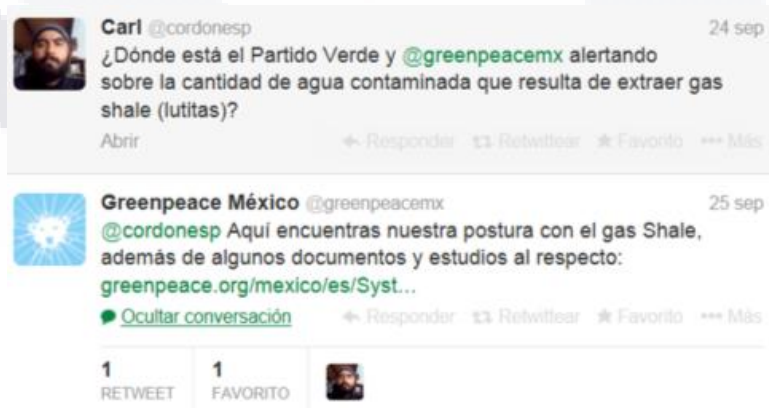 Carl @cordonesp 24 sep
¿Dónde está el Partido Verde y @greenpeacemx alertando
sobre la cantidad de agua contaminada que resulta de extraer gas
shale (lutitas)?
Abrir Responder Retwittear Favorito Más
Greenpeace México @greenpeacemx 25 sep
@cordonesp Aquí encuentras nuestra postura con el gas Shale,
además de algunos documentos y estudios al respecto:
greenpeace.org/mexico/es/Syst...
Ocultar conversación Responder Retwittear Favorito Más
1 1
RETWEET FAVORITO